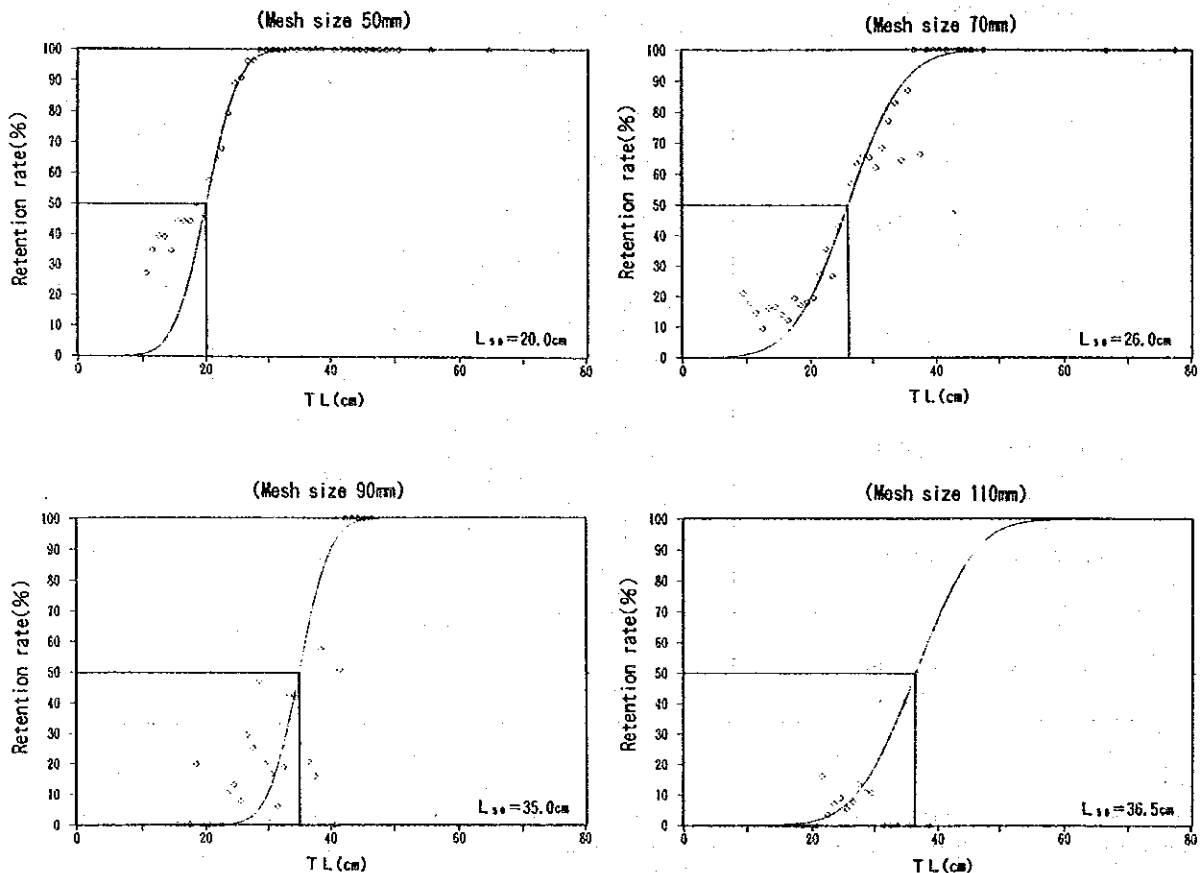 (Mesh size 50mm)
Retention rate(%)
100
90
80
70
60
50
40
30
20
10
0
0 20 40 60 80
TL(cm)
L₅₀=20.0cm
(Mesh size 70mm)
Retention rate(%)
100
90
80
70
60
50
40
30
20
10
0
0 20 40 60 80
TL(cm)
L₅₀=26.0cm
(Mesh size 90mm)
Retention rate(%)
100
90
80
70
60
50
40
30
20
10
0
0 20 40 60 80
TL(cm)
L₅₀=35.0cm
(Mesh size 110mm)
Retention rate(%)
100
90
80
70
60
50
40
30
20
10
0
0 20 40 60 80
TL(cm)
L₅₀=36.5cm